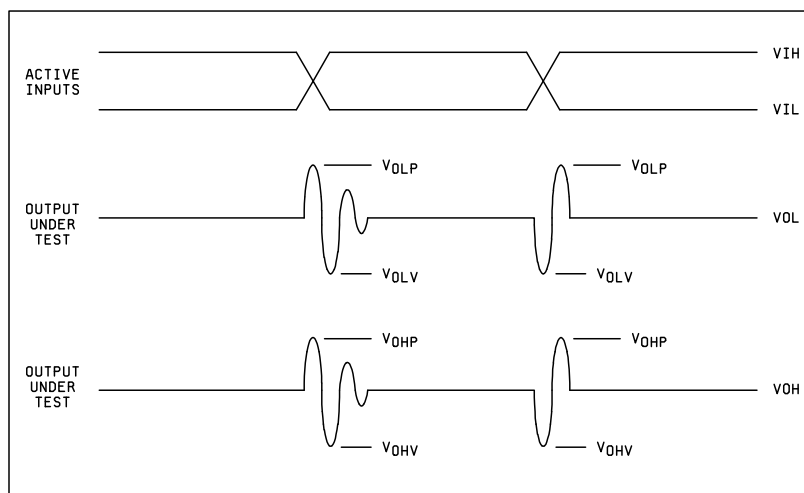 ACTIVE
INPUTS
VIH
VIL
VOLP
VOLP
OUTPUT
UNDER
TEST
VOL
VOLV
VOLV
VOHP
VOHP
OUTPUT
UNDER
TEST
VOH
VOHV
VOHV